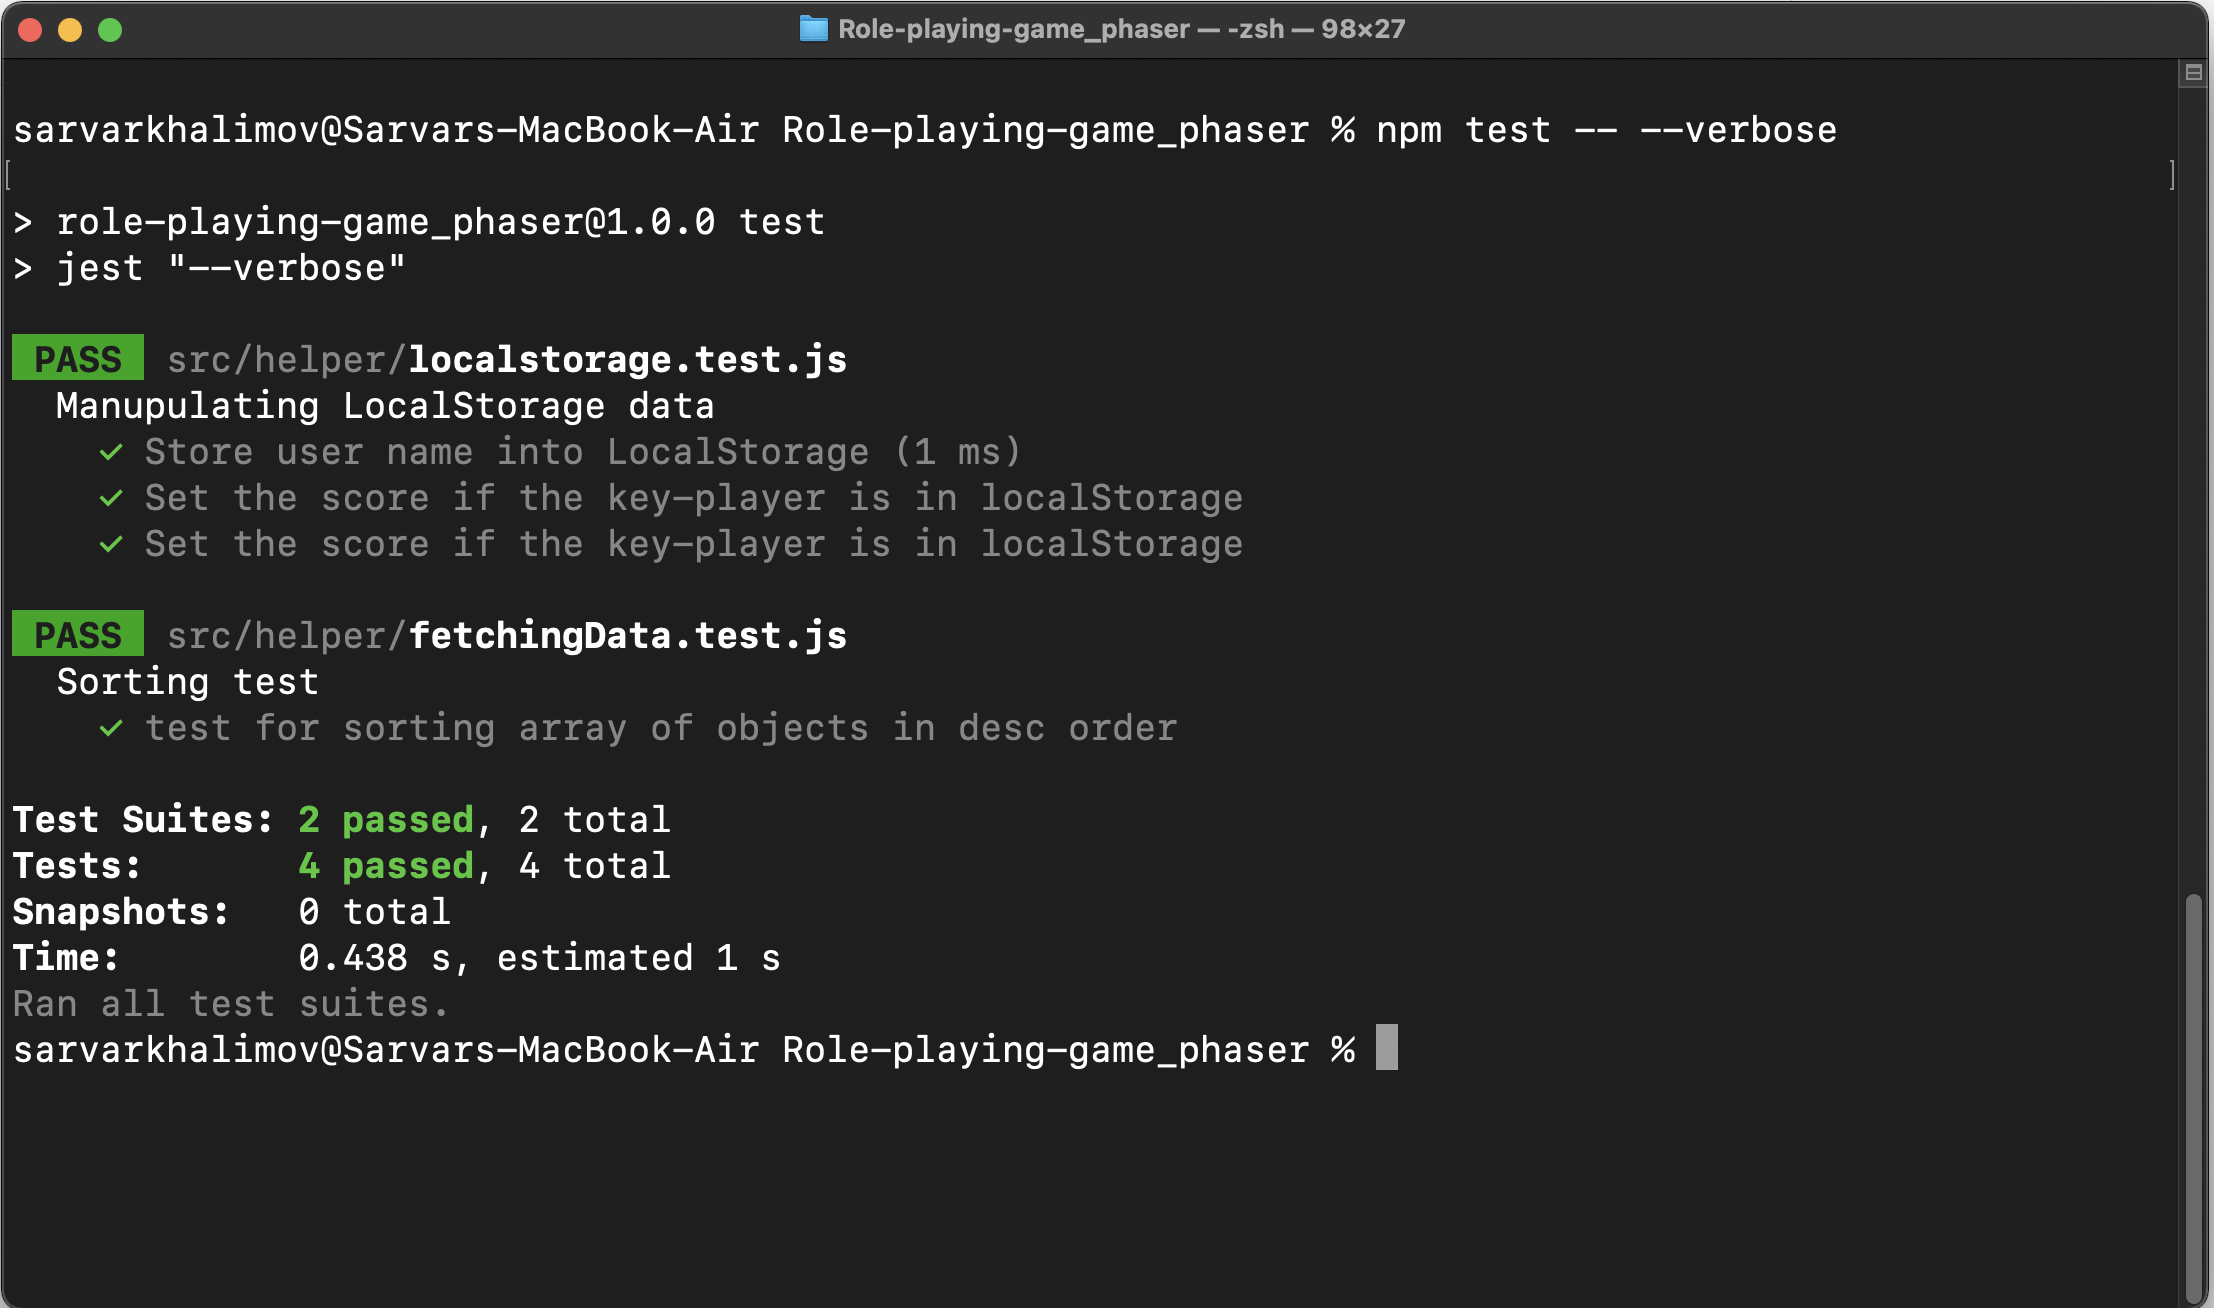 Role-playing-game_phaser — -zsh — 98×27
sarvarkhalimov@Sarvars-MacBook-Air Role-playing-game_phaser % npm test -- --verbose
[ ]
> role-playing-game_phaser@1.0.0 test
> jest "--verbose"
PASS src/helper/localstorage.test.js
Manupulating LocalStorage data
✓ Store user name into LocalStorage (1 ms)
✓ Set the score if the key-player is in localStorage
✓ Set the score if the key-player is in localStorage
PASS src/helper/fetchingData.test.js
Sorting test
✓ test for sorting array of objects in desc order
Test Suites: 2 passed, 2 total
Tests: 4 passed, 4 total
Snapshots: 0 total
Time: 0.438 s, estimated 1 s
Ran all test suites.
sarvarkhalimov@Sarvars-MacBook-Air Role-playing-game_phaser %